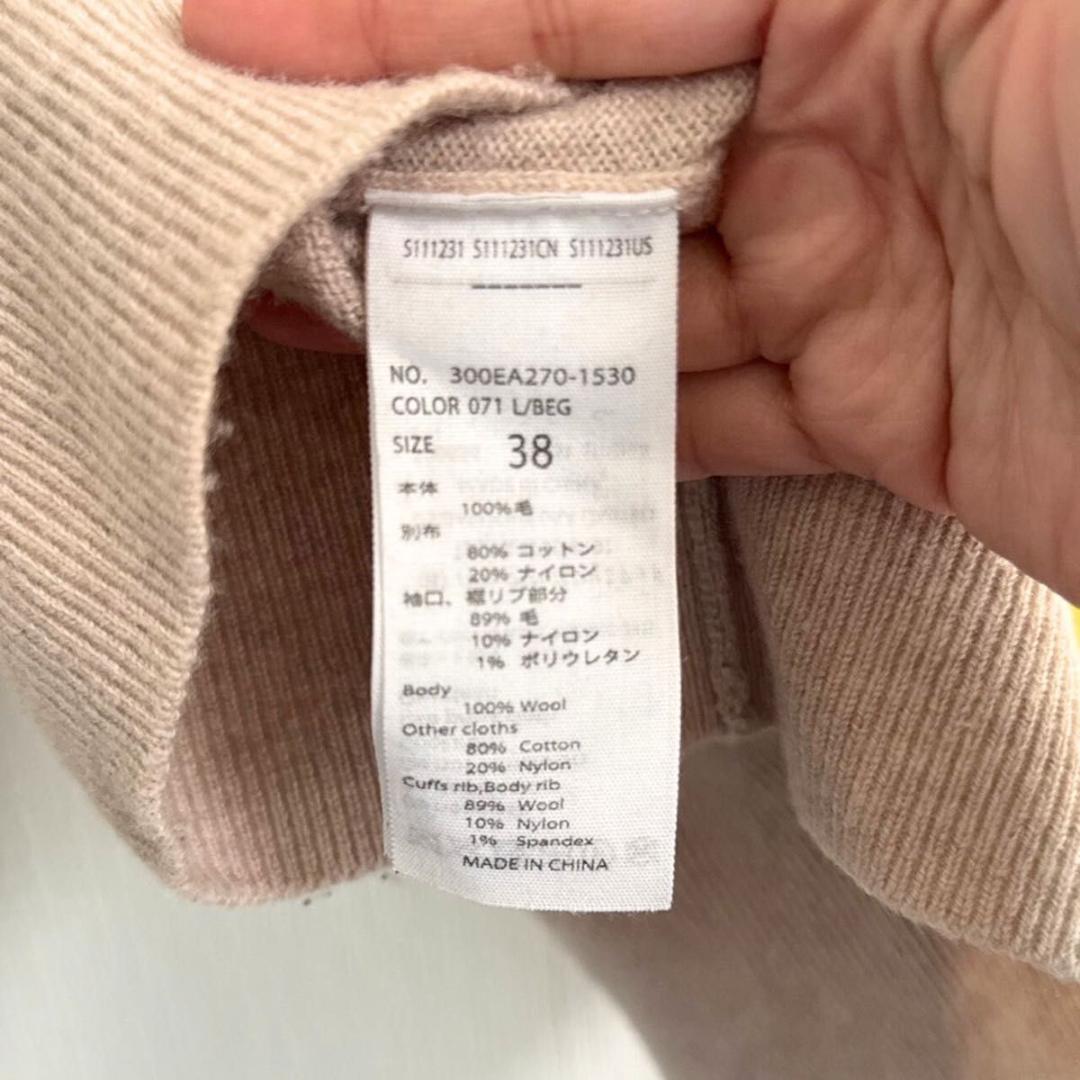 S111231 S111231CN S111231US
NO. 300EA270-1530
COLOR 071 L/BEG
SIZE 38
本体
100%毛
別布
80% コットン
20% ナイロン
袖口、裾リブ部分
89% 毛
10% ナイロン
1% ポリウレタン
Body
100% Wool
Other cloths
80% Cotton
20% Nylon
Cuffs rib,Body rib
89% Wool
10% Nylon
1% Spandex
MADE IN CHINA